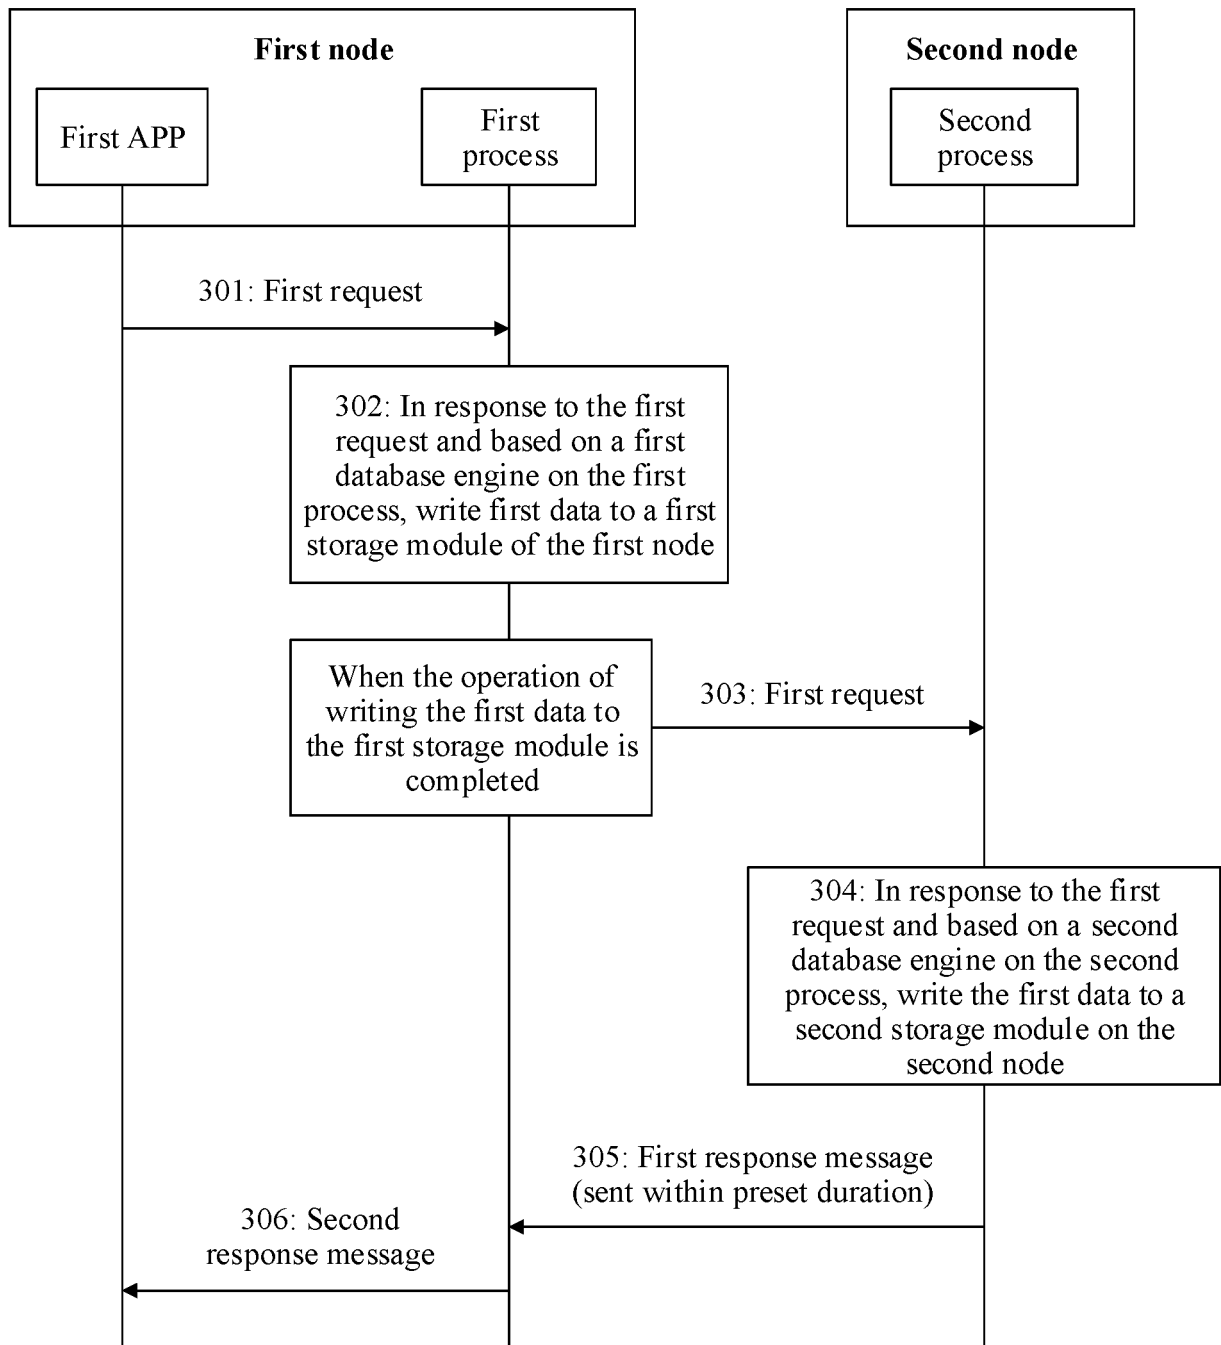 First node
Second node
First APP
First
process
Second
process
301: First request
302: In response to the first
request and based on a first
database engine on the first
process, write first data to a first
storage module of the first node
When the operation of
writing the first data to
the first storage module is
completed
303: First request
304: In response to the first
request and based on a second
database engine on the second
process, write the first data to a
second storage module on the
second node
305: First response message
(sent within preset duration)
306: Second
response message